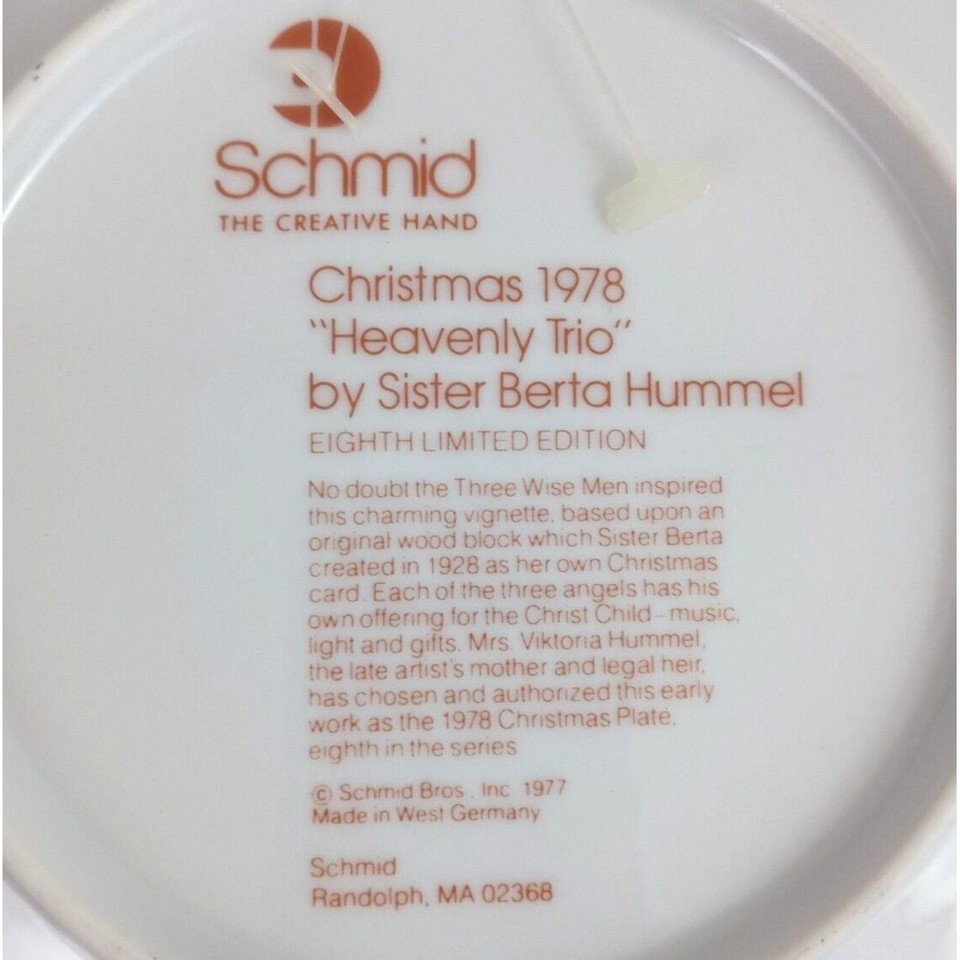 Schmid
THE CREATIVE HAND
Christmas 1978
"Heavenly Trio"
by Sister Berta Hummel
EIGHTH LIMITED EDITION
No doubt the Three Wise Men inspired
this charming vignette, based upon an
original wood block which Sister Berta
created in 1928 as her own Christmas
card. Each of the three angels has his
own offering for the Christ Child—music,
light and gifts. Mrs. Viktoria Hummel,
the late artist's mother and legal heir,
has chosen and authorized this early
work as the 1978 Christmas Plate,
eighth in the series
© Schmid Bros. Inc 1977
Made in West Germany
Schmid
Randolph, MA 02368